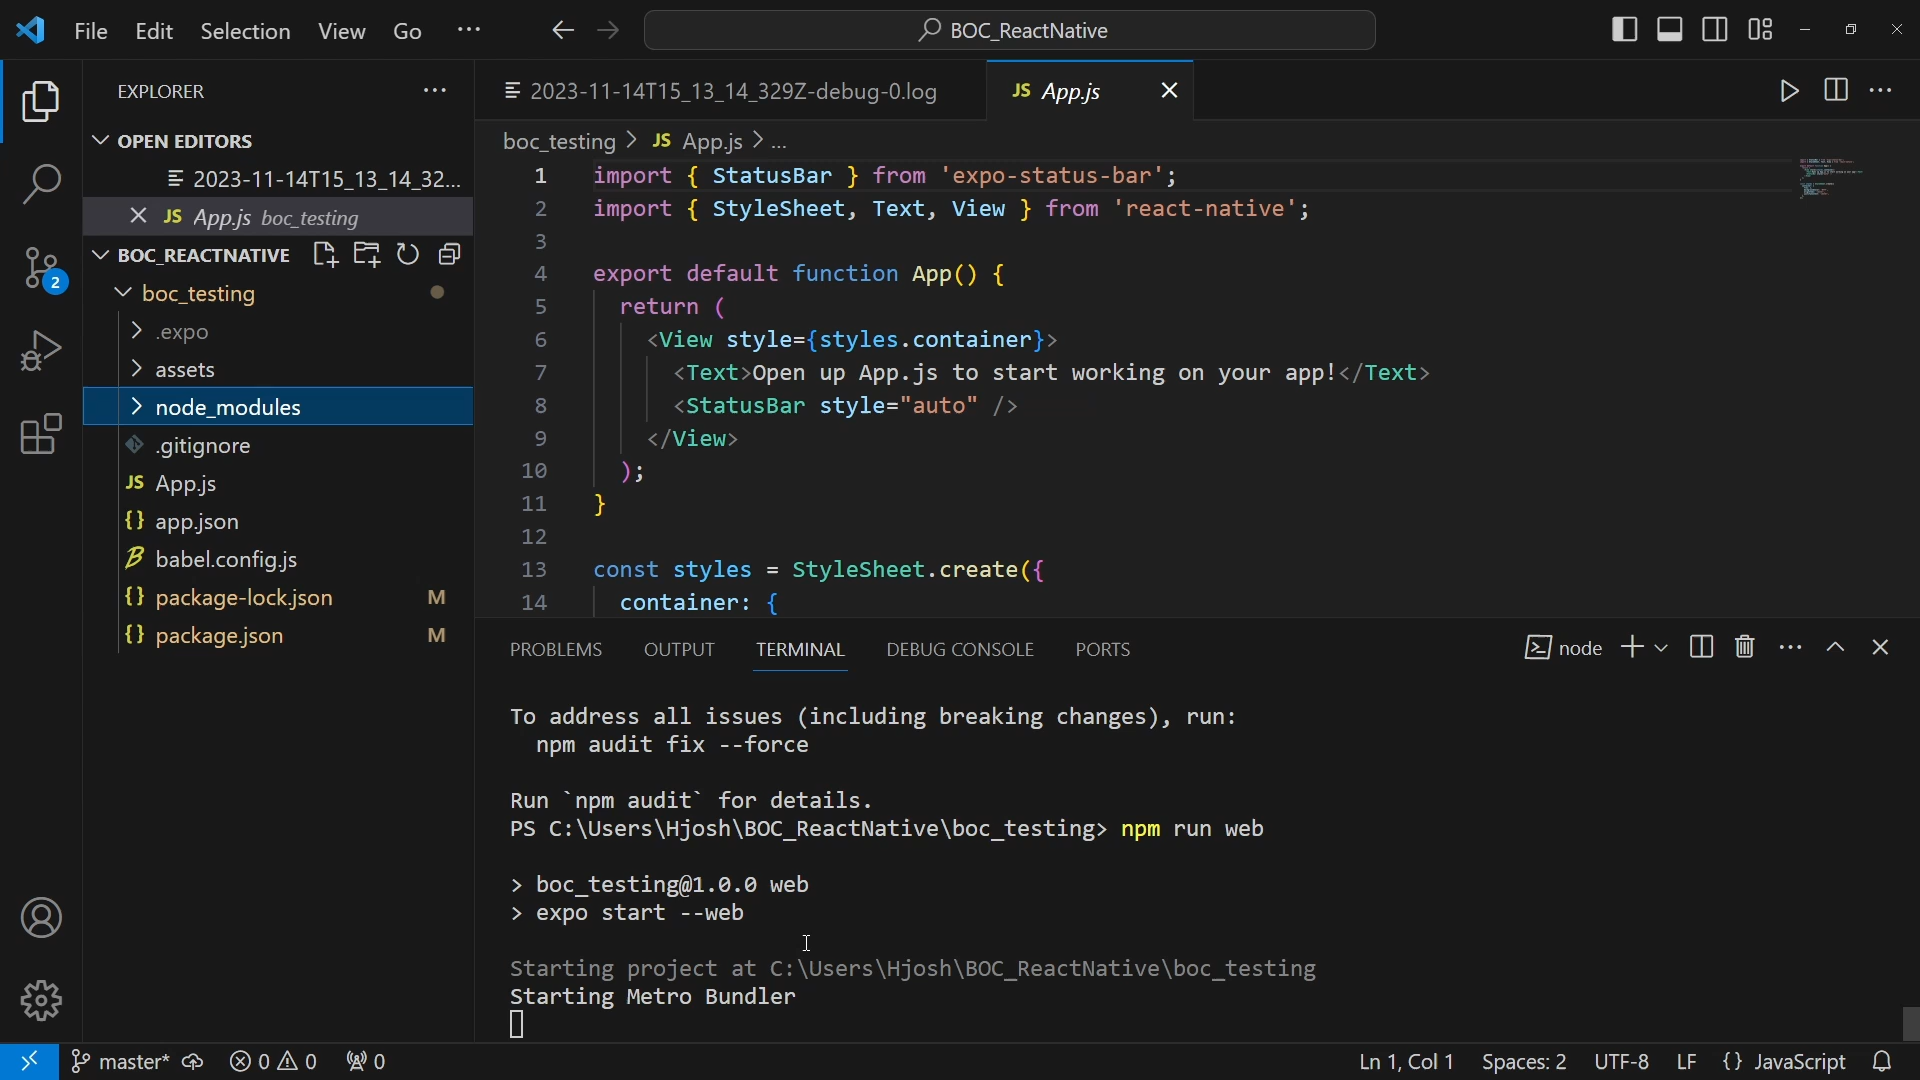 File Edit Selection View Go ··· BOC_ReactNative
EXPLORER ···
OPEN EDITORS
2023-11-14T15_13_14_32...
JS App.js boc_testing
BOC_REACTNATIVE
boc_testing
.expo
assets
node_modules
.gitignore
JS App.js
{} app.json
babel.config.js
{} package-lock.json M
{} package.json M
2
2023-11-14T15_13_14_329Z-debug-0.log JS App.js
boc_testing > JS App.js > ...
1 import { StatusBar } from 'expo-status-bar';
2 import { StyleSheet, Text, View } from 'react-native';
3
4 export default function App() {
5 return (
6 <View style={styles.container}>
7 <Text>Open up App.js to start working on your app!</Text>
8 <StatusBar style="auto" />
9 </View>
10 );
11 }
12
13 const styles = StyleSheet.create({
14 container: {
PROBLEMS OUTPUT TERMINAL DEBUG CONSOLE PORTS node
To address all issues (including breaking changes), run:
npm audit fix --force
Run `npm audit` for details.
PS C:\Users\Hjosh\BOC_ReactNative\boc_testing> npm run web
> boc_testing@1.0.0 web
> expo start --web
Starting project at C:\Users\Hjosh\BOC_ReactNative\boc_testing
Starting Metro Bundler
master* 0 0 0 Ln 1, Col 1 Spaces: 2 UTF-8 LF {} JavaScript